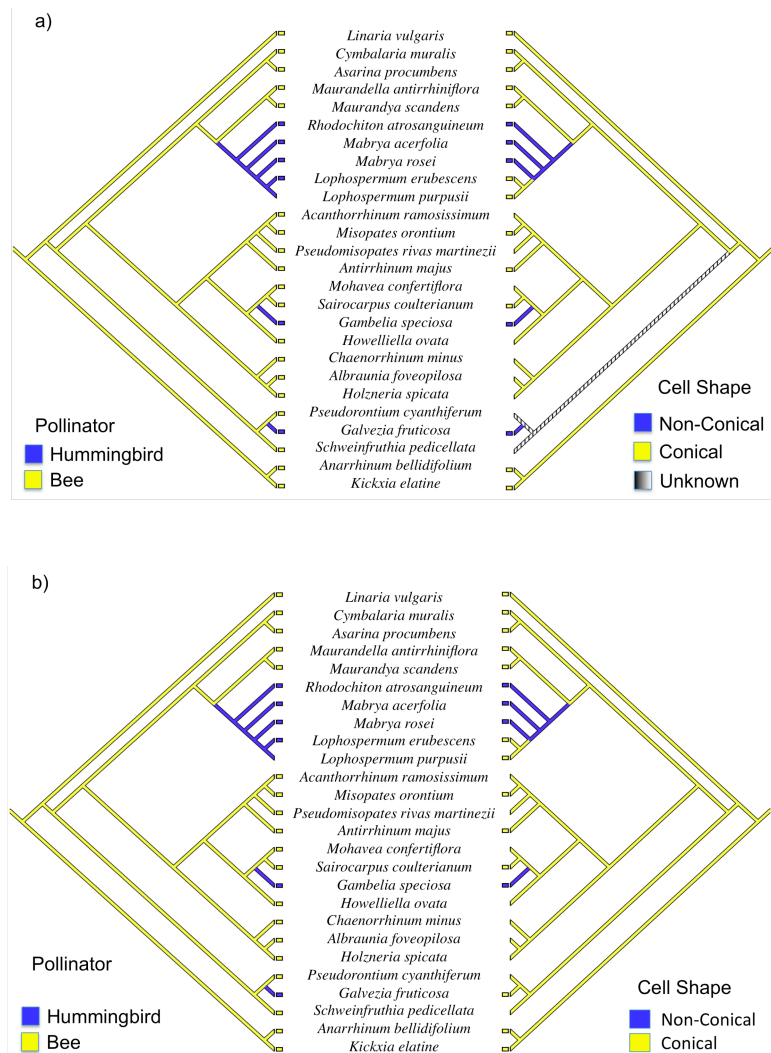 a)
Linaria vulgaris
Cymbalaria muralis
Asarina procumbens
Maurandella antirrhiniflora
Maurandya scandens
Rhodochiton atrosanguineum
Mabrya acerfolia
Mabrya rosei
Lophospermum erubescens
Lophospermum purpusii
Acanthorrhinum ramosissimum
Misopates orontium
Pseudomisopates rivas martinezii
Antirrhinum majus
Mohavea confertiflora
Sairocarpus coulterianum
Gambelia speciosa
Howelliella ovata
Chaenorrhinum minus
Albraunia foveopilosa
Holzneria spicata
Pseudorontium cyanthiferum
Galvezia fruticosa
Schweinfruthia pedicellata
Anarrhinum bellidifolium
Kickxia elatine
Pollinator
Hummingbird
Bee
Cell Shape
Non-Conical
Conical
Unknown
b)
Linaria vulgaris
Cymbalaria muralis
Asarina procumbens
Maurandella antirrhiniflora
Maurandya scandens
Rhodochiton atrosanguineum
Mabrya acerfolia
Mabrya rosei
Lophospermum erubescens
Lophospermum purpusii
Acanthorrhinum ramosissimum
Misopates orontium
Pseudomisopates rivas martinezii
Antirrhinum majus
Mohavea confertiflora
Sairocarpus coulterianum
Gambelia speciosa
Howelliella ovata
Chaenorrhinum minus
Albraunia foveopilosa
Holzneria spicata
Pseudorontium cyanthiferum
Galvezia fruticosa
Schweinfruthia pedicellata
Anarrhinum bellidifolium
Kickxia elatine
Pollinator
Hummingbird
Bee
Cell Shape
Non-Conical
Conical